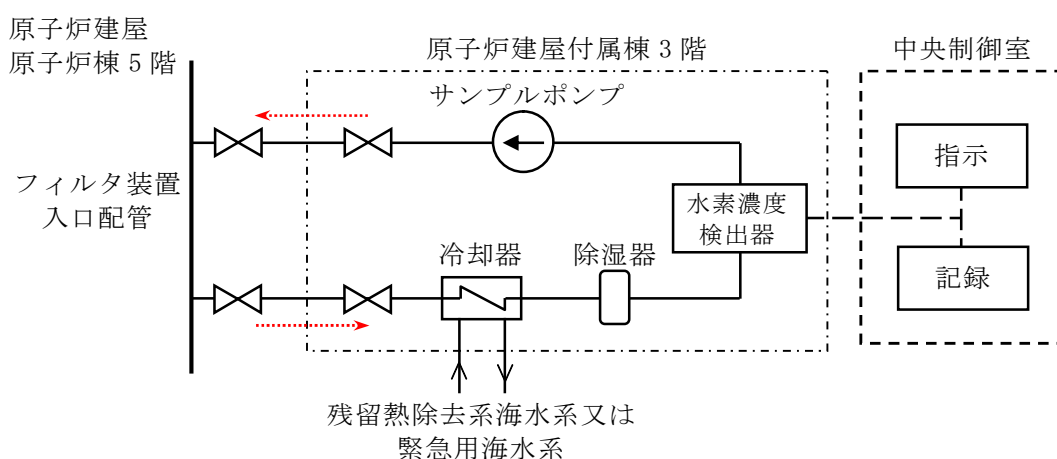 原子炉建屋
原子炉棟 5 階
原子炉建屋付属棟 3 階
中央制御室
サンプルポンプ
指示
フィルタ装置
入口配管
水素濃度
検出器
冷却器
除湿器
記録
残留熱除去系海水系又は
緊急用海水系